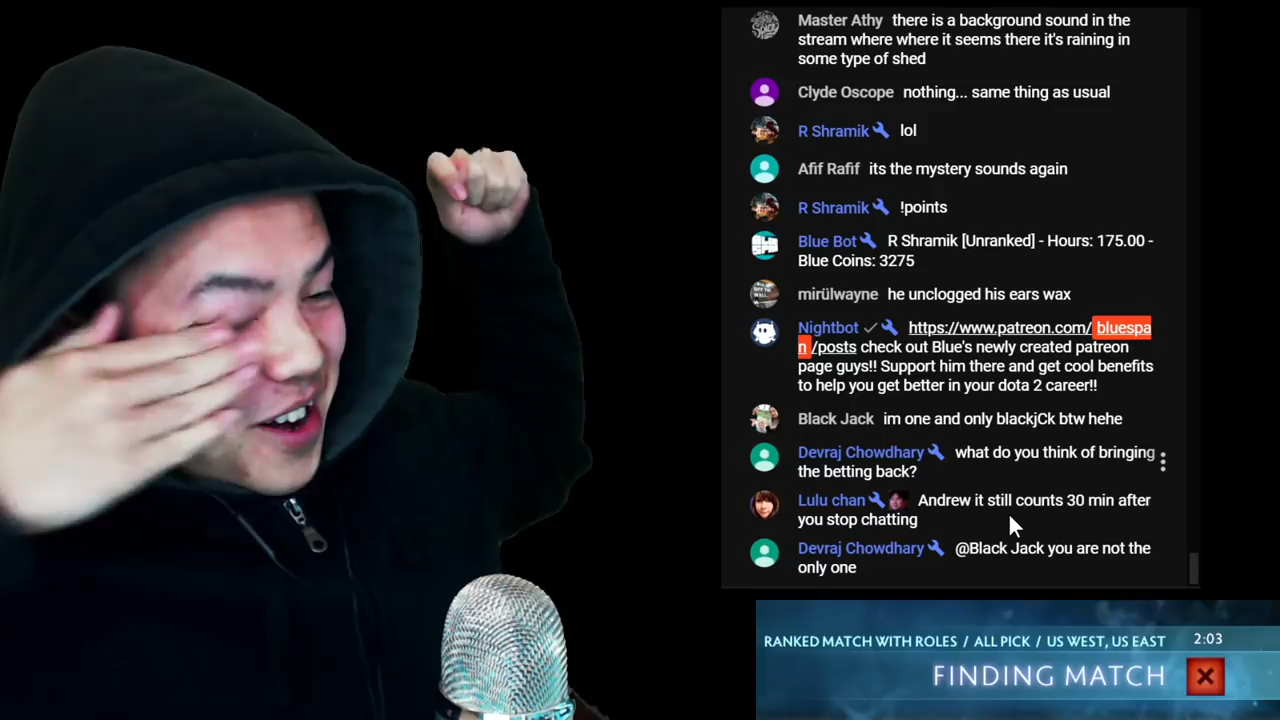 Master Athy there is a background sound in the
stream where where it seems there it's raining in
some type of shed
Clyde Oscope nothing... same thing as usual
R Shramik lol
Afif Rafif its the mystery sounds again
R Shramik !points
Blue Bot R Shramik [Unranked] - Hours: 175.00 -
Blue Coins: 3275
mirülwayne he unclogged his ears wax
Nightbot https://www.patreon.com/bluespa
n/posts check out Blue's newly created patreon
page guys!! Support him there and get cool benefits
to help you get better in your dota 2 career!!
Black Jack im one and only blackjCk btw hehe
Devraj Chowdhary what do you think of bringing
the betting back?
Lulu chan Andrew it still counts 30 min after
you stop chatting
Devraj Chowdhary @Black Jack you are not the
only one
RANKED MATCH WITH ROLES / ALL PICK / US WEST, US EAST 2:03
FINDING MATCH